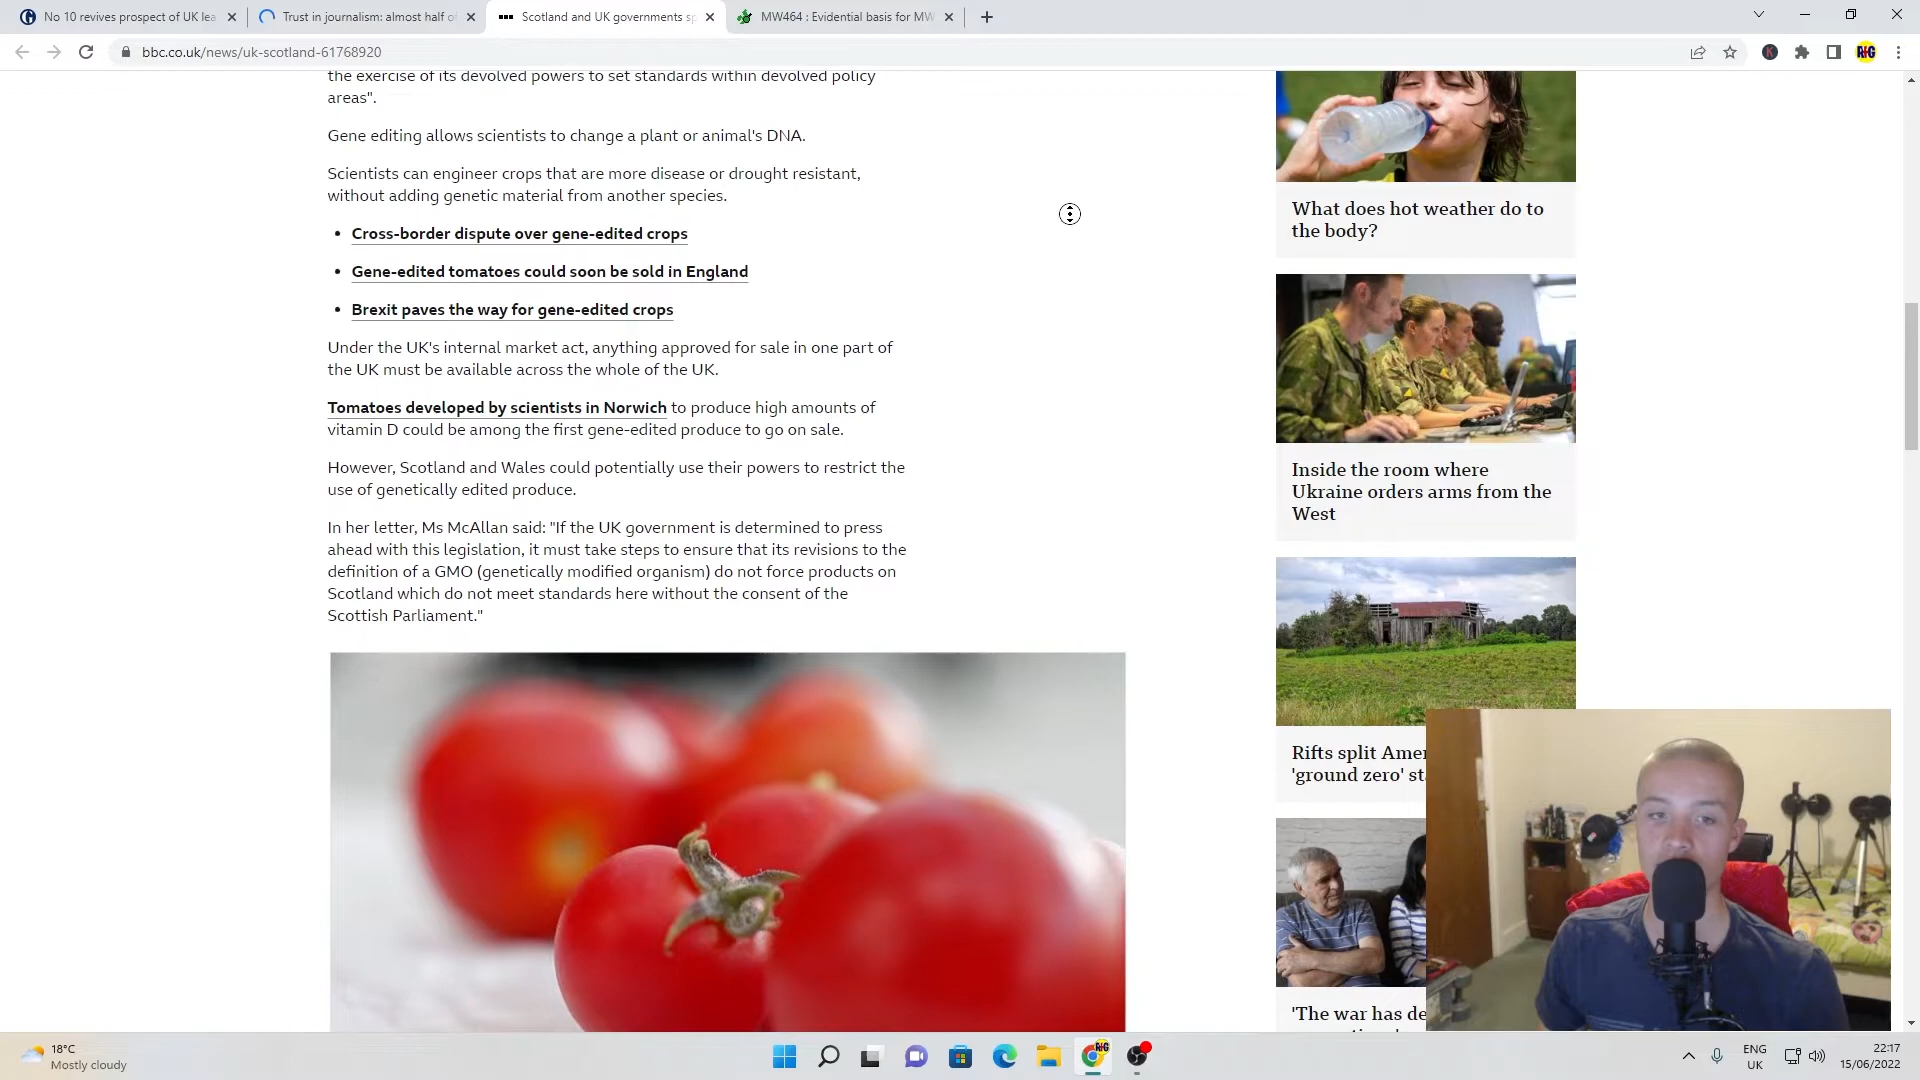 No 10 revives prospect of UK lea
Trust in journalism: almost half of
Scotland and UK governments sp
MW464 : Evidential basis for MW
bbc.co.uk/news/uk-scotland-61768920
the exercise of its devolved powers to set standards within devolved policy
areas".
Gene editing allows scientists to change a plant or animal's DNA.
Scientists can engineer crops that are more disease or drought resistant,
without adding genetic material from another species.
Cross-border dispute over gene-edited crops
Gene-edited tomatoes could soon be sold in England
Brexit paves the way for gene-edited crops
Under the UK's internal market act, anything approved for sale in one part of
the UK must be available across the whole of the UK.
Tomatoes developed by scientists in Norwich to produce high amounts of
vitamin D could be among the first gene-edited produce to go on sale.
However, Scotland and Wales could potentially use their powers to restrict the
use of genetically edited produce.
In her letter, Ms McAllan said: "If the UK government is determined to press
ahead with this legislation, it must take steps to ensure that its revisions to the
definition of a GMO (genetically modified organism) do not force products on
Scotland which do not meet standards here without the consent of the
Scottish Parliament."
What does hot weather do to
the body?
Inside the room where
Ukraine orders arms from the
West
Rifts split Amer
'ground zero' st
'The war has de
18°C
Mostly cloudy
ENG
UK
22:17
15/06/2022